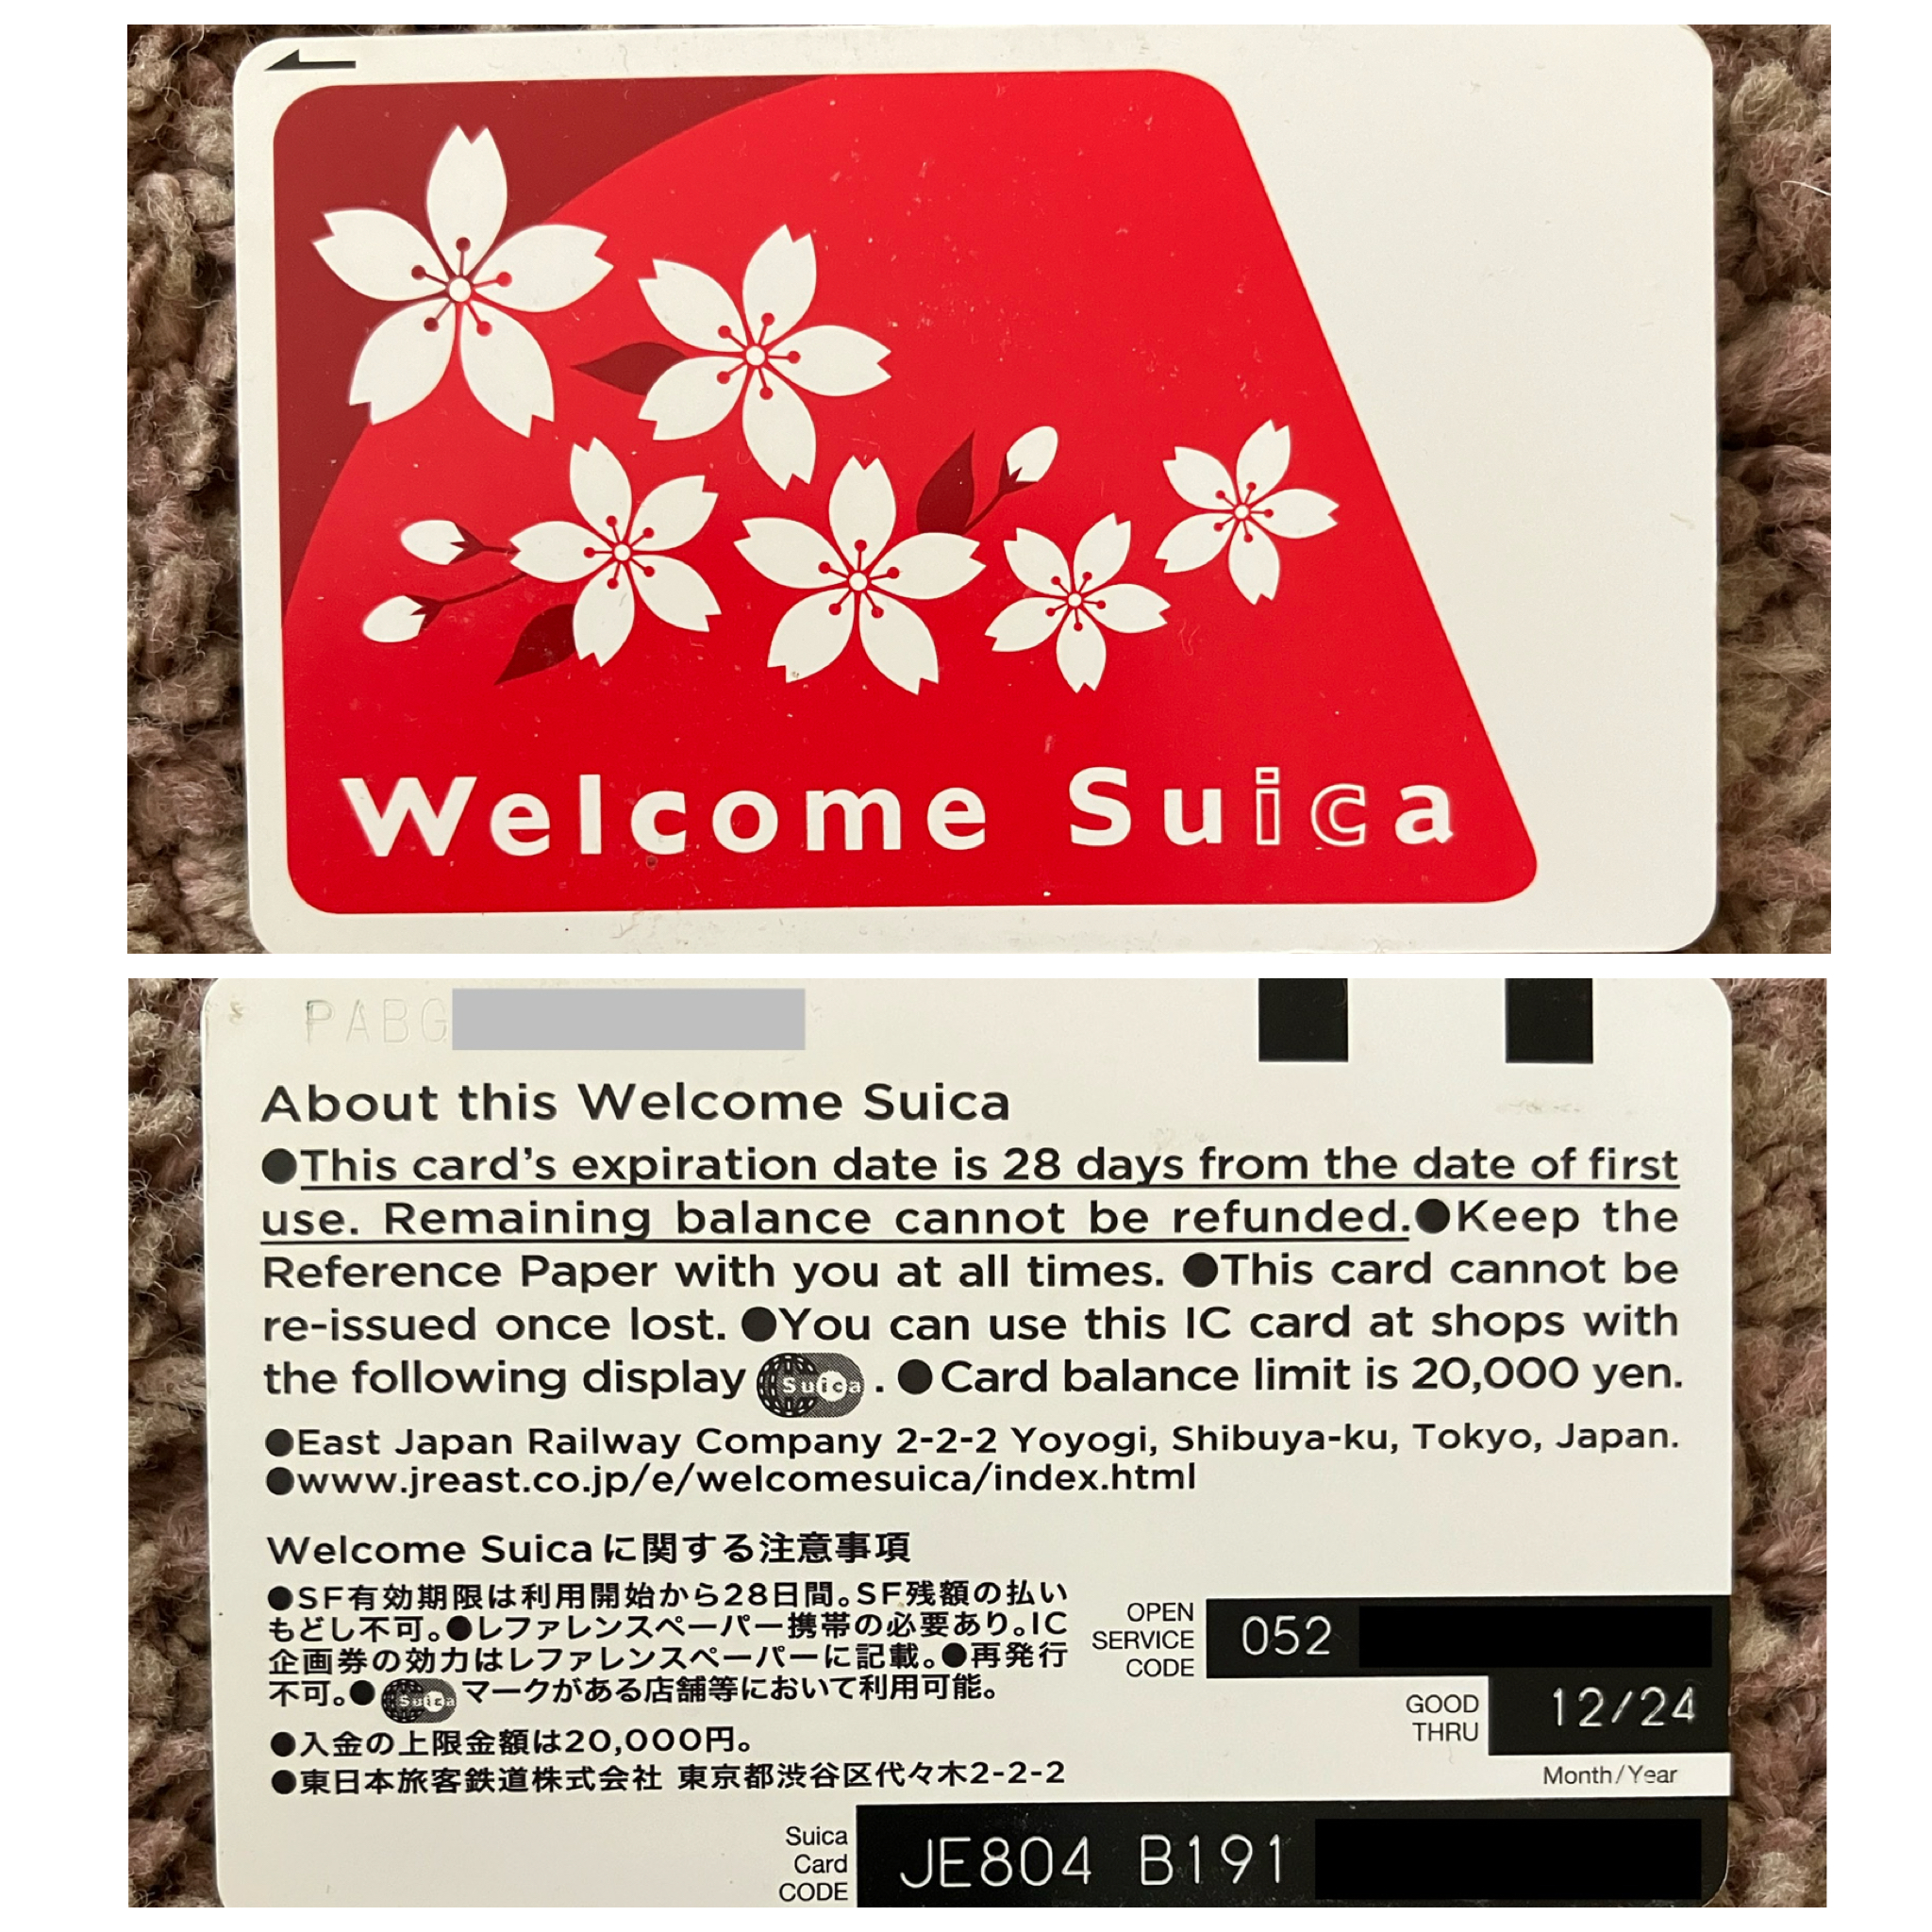 Welcome Suica
PABG
About this Welcome Suica
●This card's expiration date is 28 days from the date of first
use. Remaining balance cannot be refunded.●Keep the
Reference Paper with you at all times. ●This card cannot be
re-issued once lost. ●You can use this IC card at shops with
the following display Suica . ●Card balance limit is 20,000 yen.
●East Japan Railway Company 2-2-2 Yoyogi, Shibuya-ku, Tokyo, Japan.
●www.jreast.co.jp/e/welcomesuica/index.html
Welcome Suicaに関する注意事項
●SF有効期限は利用開始から28日間。SF残額の払い
もどし不可。●レファレンスペーパー携帯の必要あり。IC
企画券の効力はレファレンスペーパーに記載。●再発行
不可。●Suicaマークがある店舗等において利用可能。
●入金の上限金額は20,000円。
●東日本旅客鉄道株式会社 東京都渋谷区代々木2-2-2
OPEN
SERVICE
CODE
052
GOOD
THRU
12/24
Month/Year
Suica
Card
CODE
JE804 B191